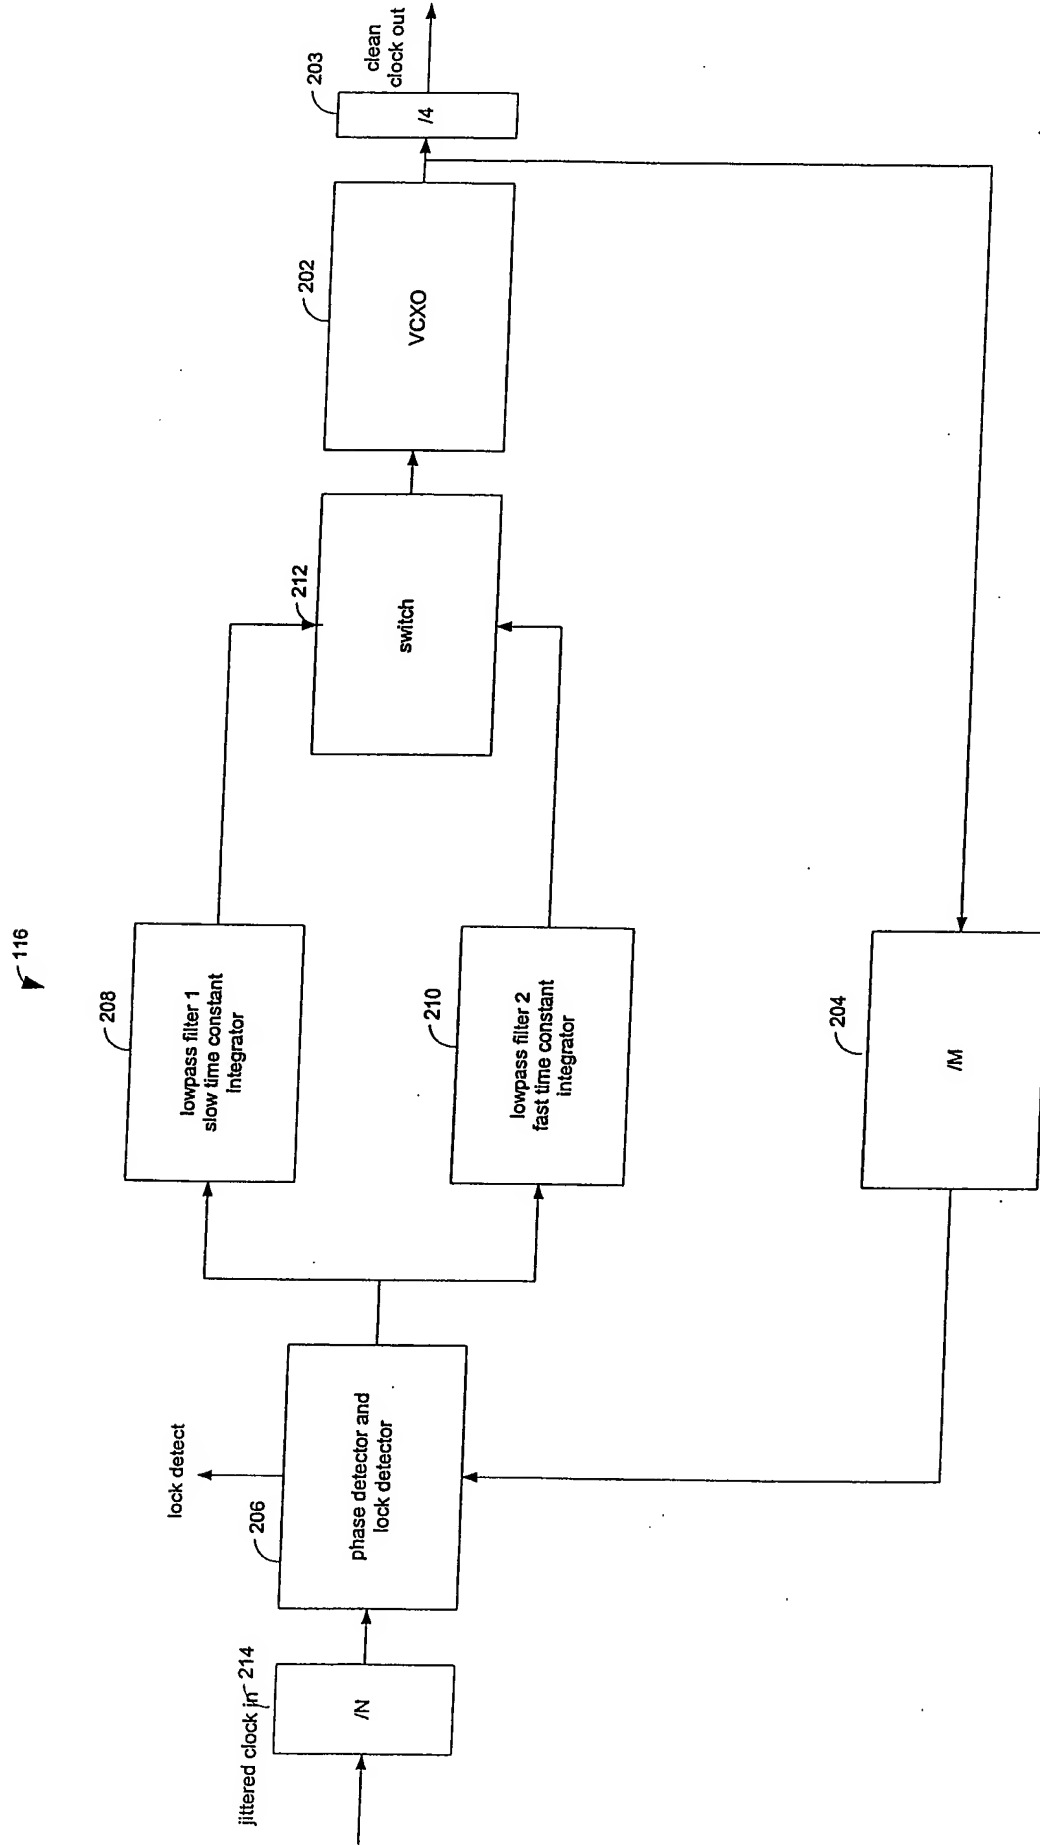 116
jittered clock in
214
/N
lock detect
206
phase detector and
lock detector
208
lowpass filter 1
slow time constant
integrator
210
lowpass filter 2
fast time constant
integrator
212
switch
202
VCXO
203
/4
clean
clock out
204
/M